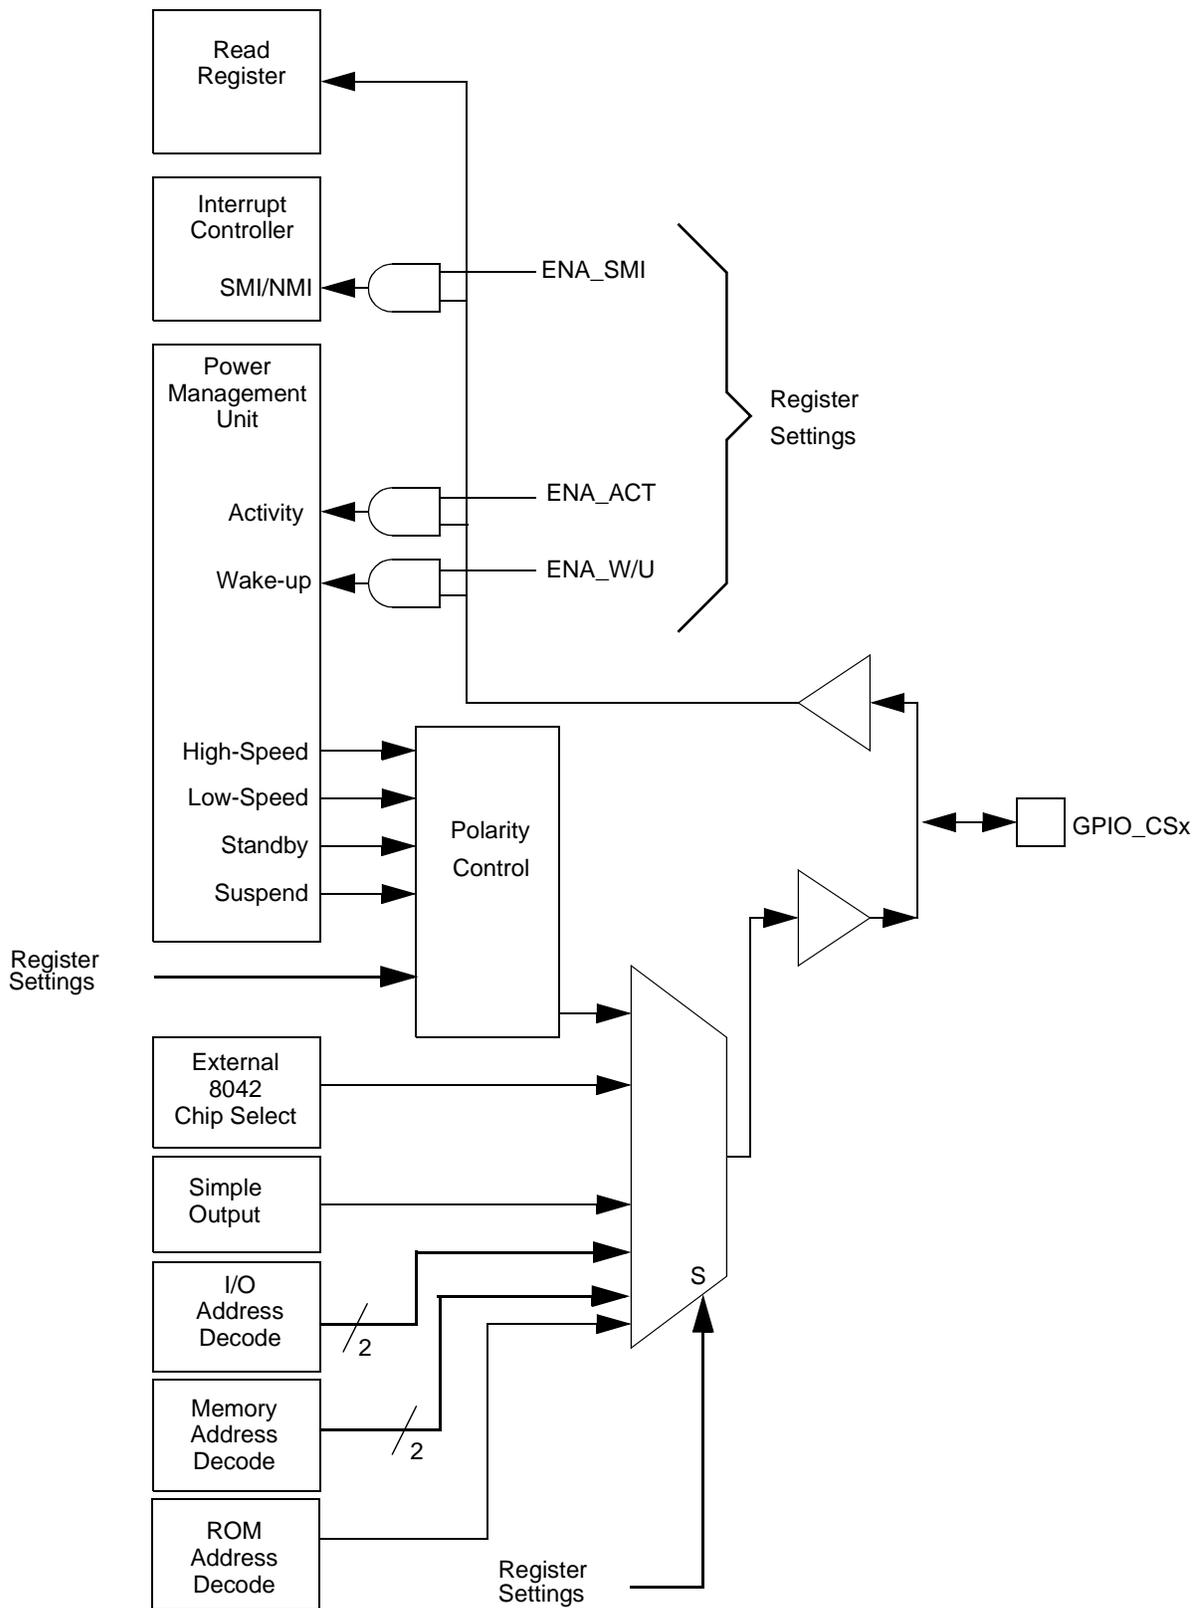 Read
Register
Interrupt
Controller
SMI/NMI
ENA_SMI
Power
Management
Unit
Register
Settings
Activity
ENA_ACT
Wake-up
ENA_W/U
High-Speed
Low-Speed
Standby
Suspend
Polarity
Control
GPIO_CSx
Register
Settings
External
8042
Chip Select
Simple
Output
I/O
Address
Decode
2
S
Memory
Address
Decode
2
ROM
Address
Decode
Register
Settings